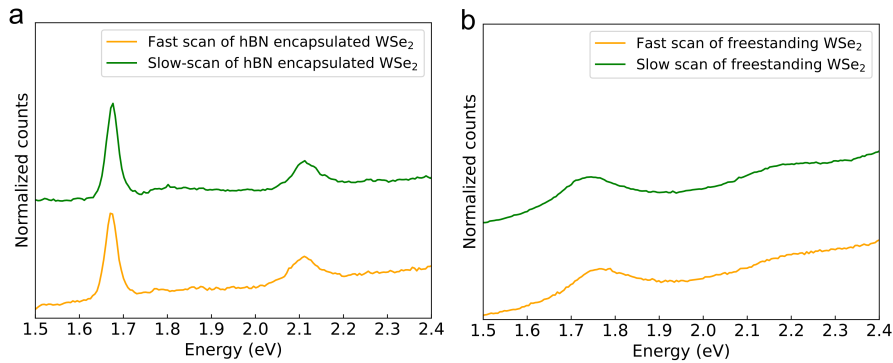 a
Fast scan of hBN encapsulated WSe₂
Slow-scan of hBN encapsulated WSe₂
Normalized counts
1.5 1.6 1.7 1.8 1.9 2.0 2.1 2.2 2.3 2.4
Energy (eV)
b
Fast scan of freestanding WSe₂
Slow scan of freestanding WSe₂
Normalized counts
1.5 1.6 1.7 1.8 1.9 2.0 2.1 2.2 2.3 2.4
Energy (eV)